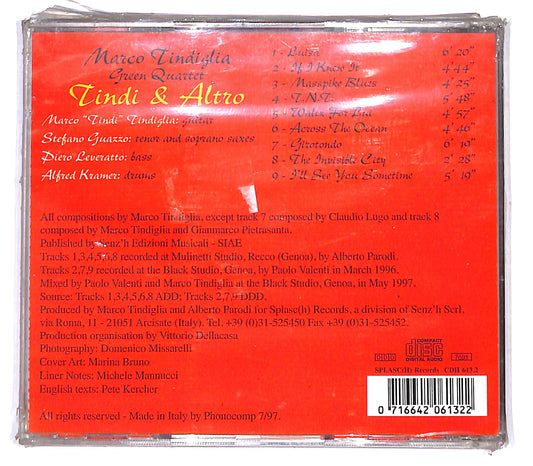 Marco Tindiglia
Green Quartet
Tindi & Altro
Marco "Tindi" Tindiglia: guitar
Stefano Guazzo: tenor and soprano saxes
Piero Leveratto: bass
Alfred Kramer: drums
1 - Luisa 6' 20"
2 - If I Knew It 4' 44"
3 - Masspike Blues 4' 25"
4 - T.N.T. 5' 48"
5 - Waltz For Lia 4' 57"
6 - Across The Ocean 4' 46"
7 - Girotondo 6' 19"
8 - The Invisible City 2' 28"
9 - I'll See You Sometime 5' 19"
All compositions by Marco Tindiglia, except track 7 composed by Claudio Lugo and track 8
composed by Marco Tindiglia and Gianmarco Pietrasanta.
Published by Senz'h Edizioni Musicali - SIAE
Tracks 1,3,4,5,6,8 recorded at Mulinetti Studio, Recco (Genoa), by Alberto Parodi.
Tracks 2,7,9 recorded at the Black Studio, Genoa, by Paolo Valenti in March 1996.
Mixed by Paolo Valenti and Marco Tindiglia at the Black Studio, Genoa, in May 1997.
Source: Tracks 1,3,4,5,6,8 ADD; Tracks 2,7,9 DDD.
Produced by Marco Tindiglia and Alberto Parodi for Splasc(h) Records, a division of Senz'h Scrl,
via Roma, 11 - 21051 Arcisate (Italy). Tel. +39 (0)31-525450 Fax +39 (0)31-525452.
Production organisation by Vittorio Dellacasa
Photography: Domenico Missarelli
Cover Art: Marina Bruno
Liner Notes: Michele Mannucci
English texts: Pete Kercher
All rights reserved - Made in Italy by Phonocomp 7/97.
COMPACT
disc
DIGITAL AUDIO
SPLASC(H) Records CDH 613.2
0 716642 061322